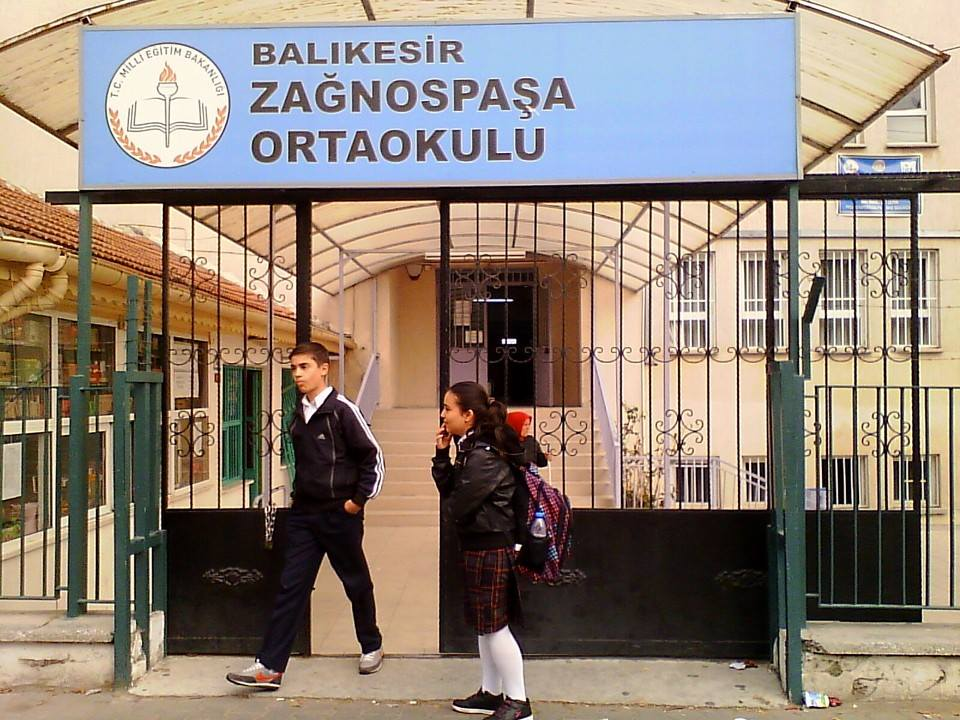 T.C. MİLLİ EĞİTİM BAKANLIĞI
BALIKESİR
ZAĞNOSPAŞA
ORTAOKULU